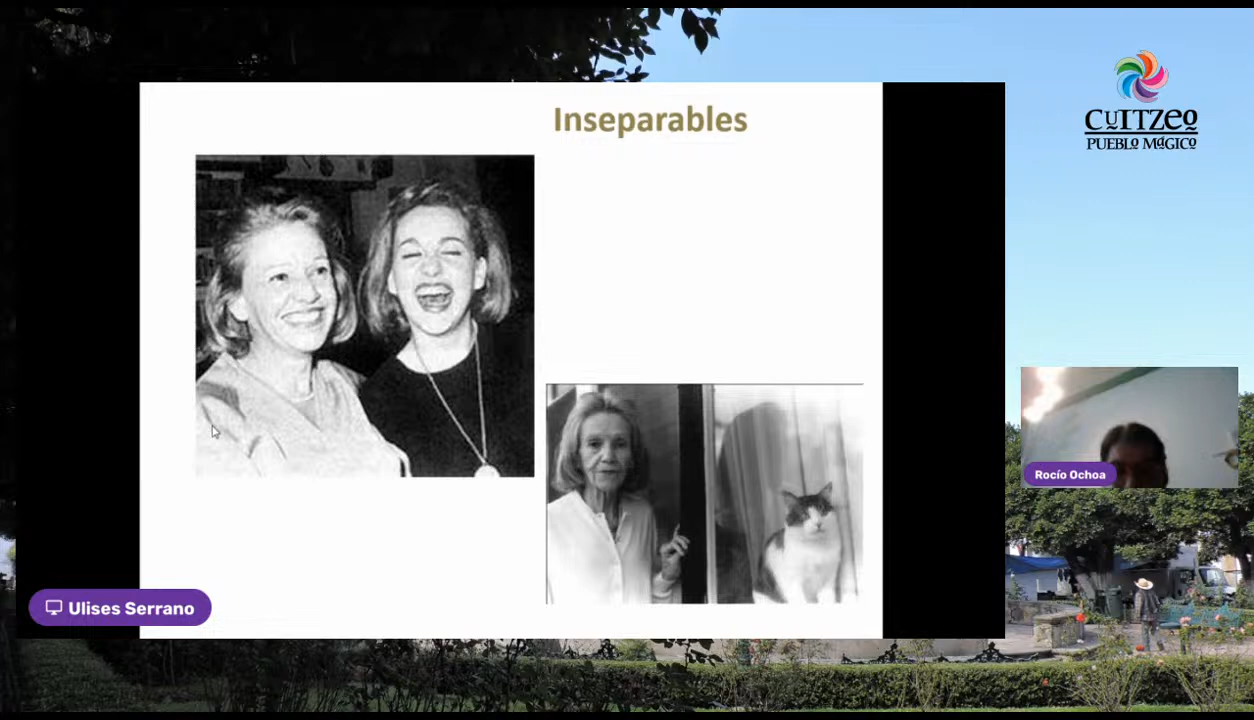 Inseparables
CUITZEO
PUEBLO MÁGICO
Rocío Ochoa
Ulises Serrano